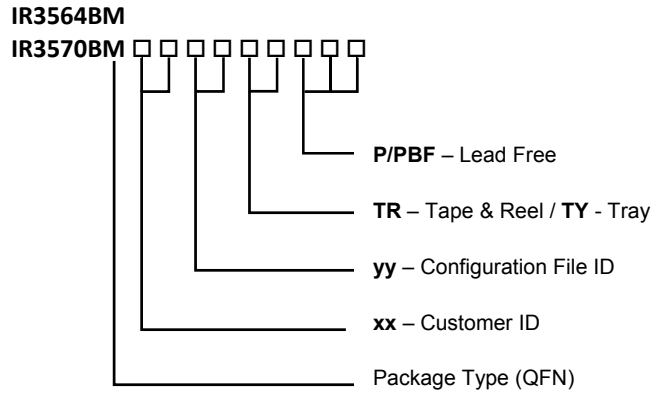 IR3564BM
IR3570BM □ □ □ □ □ □ □ □ □
P/PBF – Lead Free
TR – Tape & Reel / TY - Tray
yy – Configuration File ID
xx – Customer ID
Package Type (QFN)